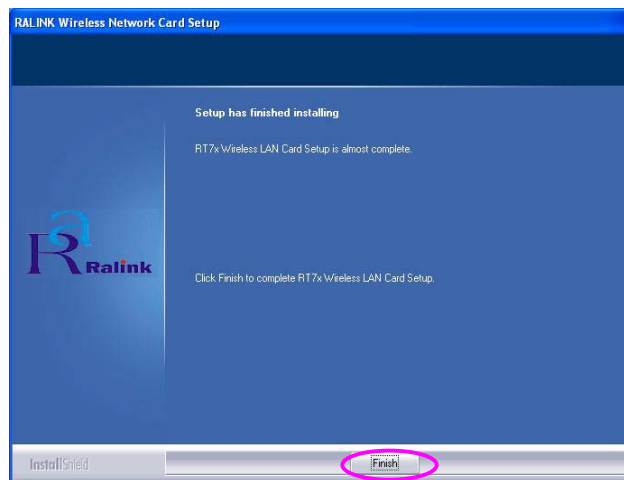 RALINK Wireless Network Card Setup
Setup has finished installing
RT7x Wireless LAN Card Setup is almost complete.
Ralink
Click Finish to complete RT7x Wireless LAN Card Setup.
InstallShield
Finish